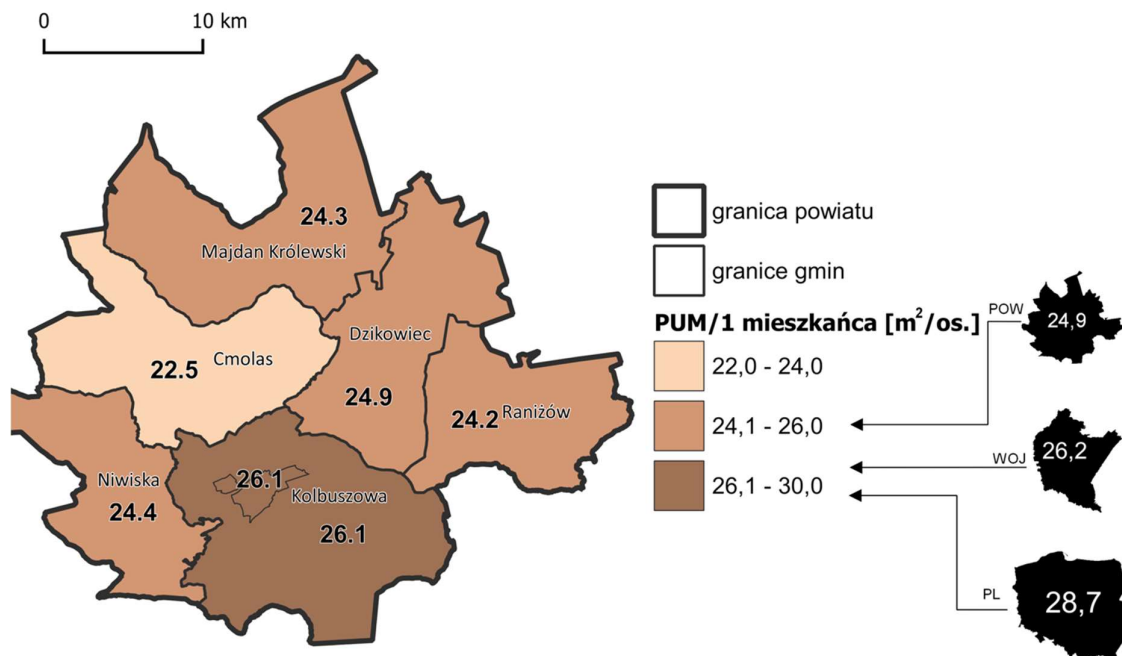 0 10 km
24.3
Majdan Królewski
Dzikowiec
24.9
22.5 Cmolas
24.2 Raniżów
Niwiska
24.4
26.1
Kolbuszowa
26.1
granica powiatu
granice gmin
PUM/1 mieszkańca [m²/os.]
22,0 - 24,0
24,1 - 26,0
26,1 - 30,0
POW
24,9
WOJ
26,2
PL
28,7